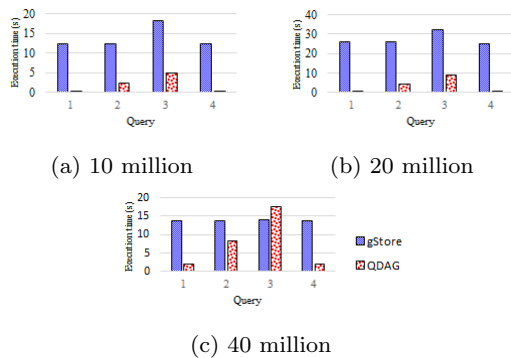 Execution time (s)
20
15
10
5
0
1 2 3 4
Query
(a) 10 million
Execution time (s)
40
30
20
10
0
1 2 3 4
Query
(b) 20 million
Execution time (s)
20
15
10
5
0
1 2 3 4
Query
gStore
QDAG
(c) 40 million